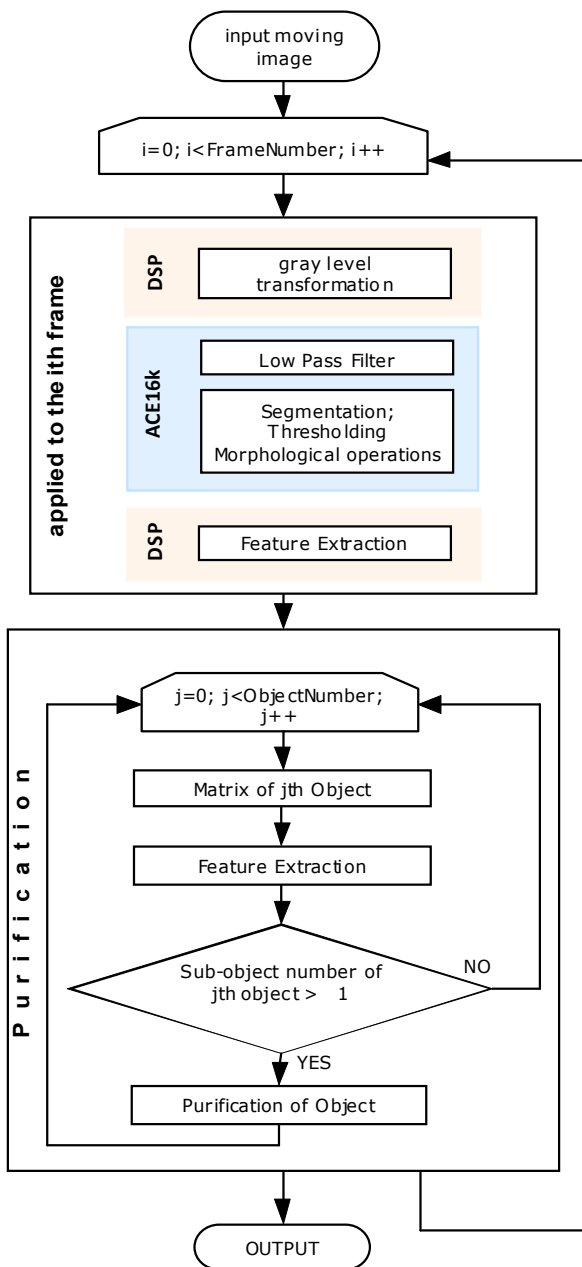 input moving
image
i=0; i<FrameNumber; i++
applied to the ith frame
DSP
gray level
transformation
ACE16k
Low Pass Filter
Segmentation;
Thresholding
Morphological operations
DSP
Feature Extraction
Purification
j=0; j<ObjectNumber;
j++
Matrix of jth Object
Feature Extraction
Sub-object number of
jth object > 1
NO
YES
Purification of Object
OUTPUT